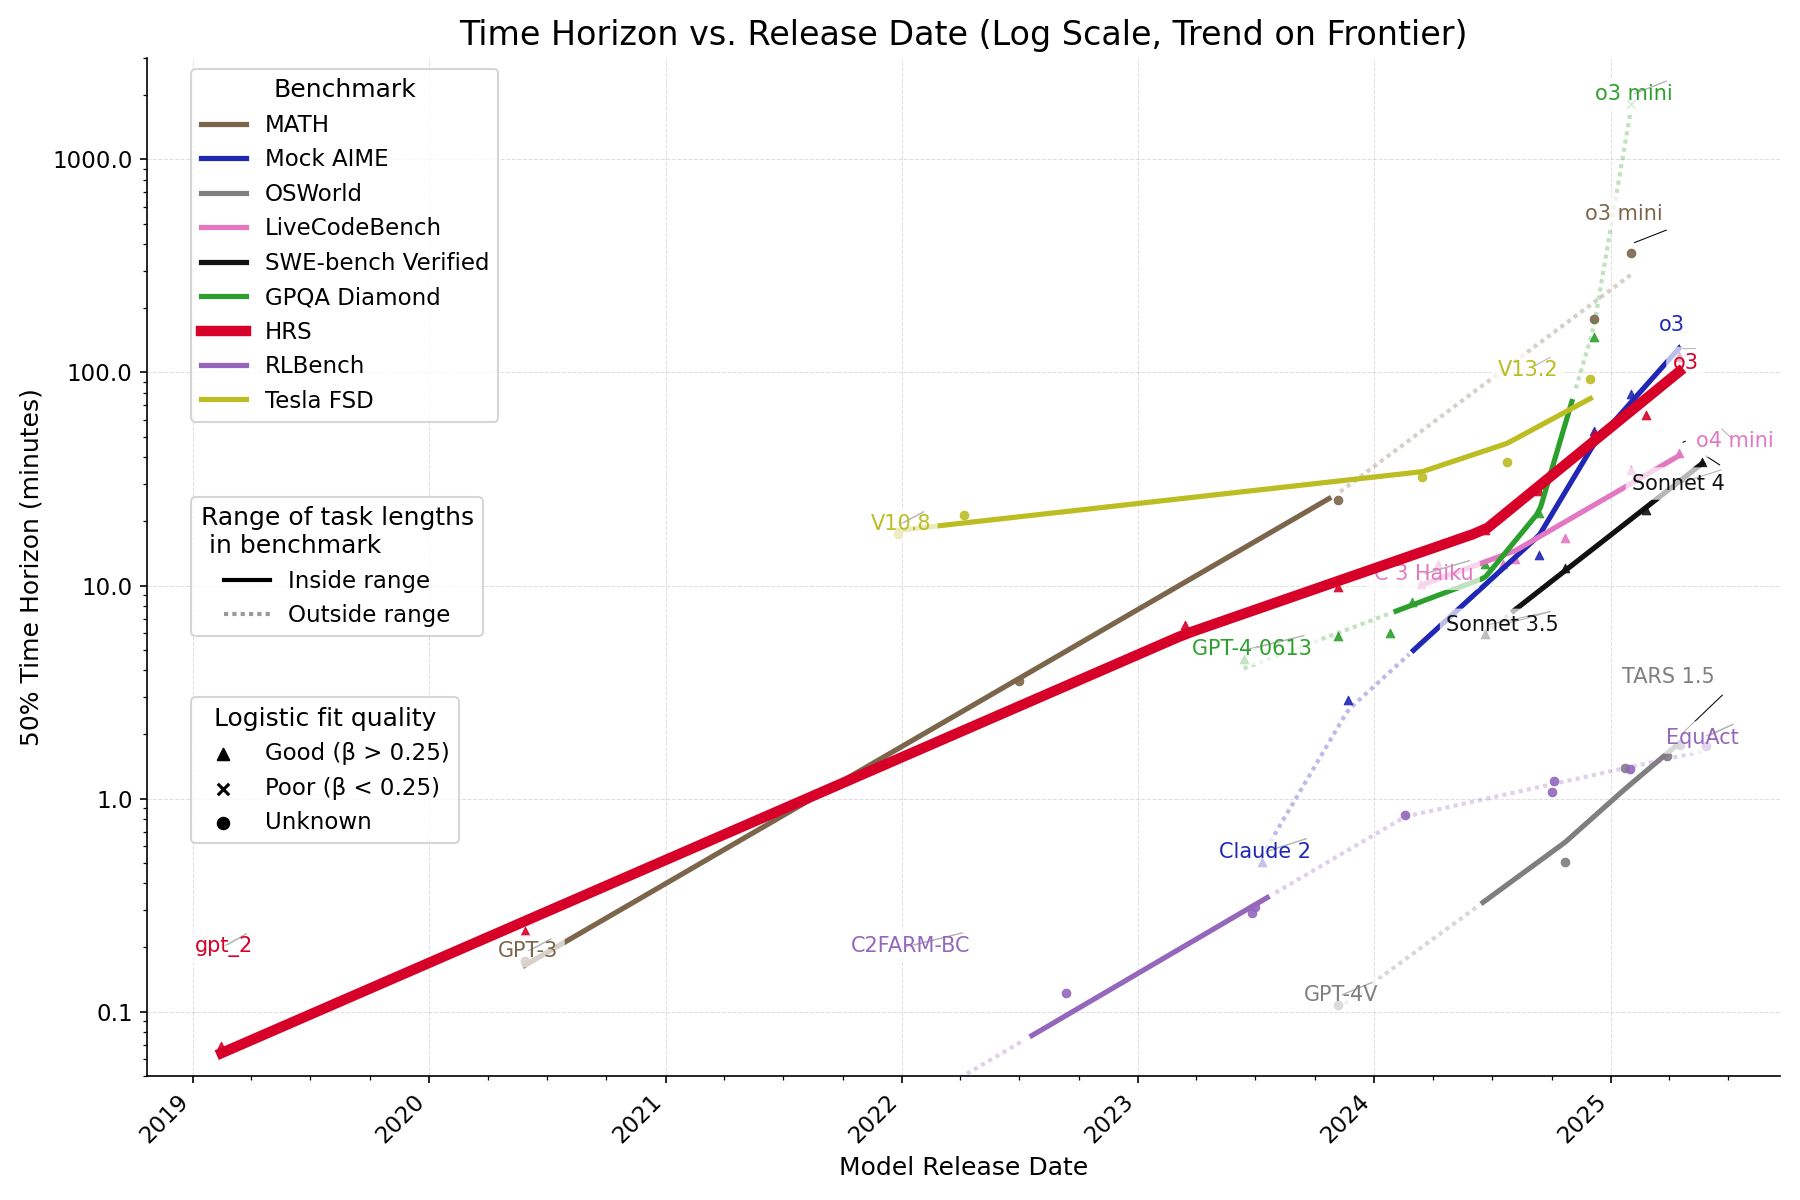 Time Horizon vs. Release Date (Log Scale, Trend on Frontier)
Benchmark
MATH
Mock AIME
OSWorld
LiveCodeBench
SWE-bench Verified
GPQA Diamond
HRS
RLBench
Tesla FSD
Range of task lengths
in benchmark
Inside range
Outside range
Logistic fit quality
Good (β > 0.25)
Poor (β < 0.25)
Unknown
50% Time Horizon (minutes)
1000.0
100.0
10.0
1.0
0.1
o3 mini
o3 mini
o3
o3
V13.2
o4 mini
Sonnet 4
V10.8
C 3 Haiku
Sonnet 3.5
GPT-4 0613
TARS 1.5
EquAct
Claude 2
gpt_2
GPT-3
C2FARM-BC
GPT-4V
2019
2020
2021
2022
2023
2024
2025
Model Release Date